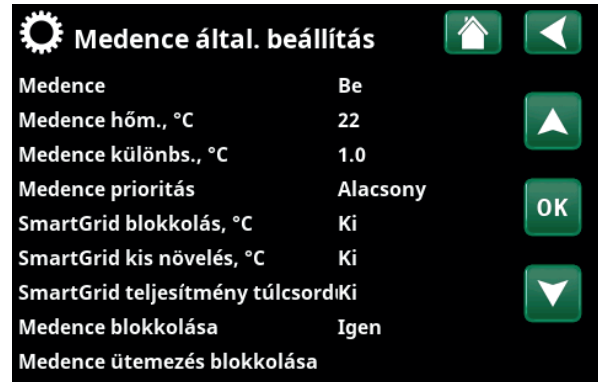 Medence által. beállítás
Medence Be
Medence hőm., °C 22
Medence különbs., °C 1.0
Medence prioritás Alacsony
SmartGrid blokkolás, °C Ki
SmartGrid kis növelés, °C Ki
SmartGrid teljesítmény túlcsord Ki
Medence blokkolása Igen
Medence ütemezés blokkolása
OK